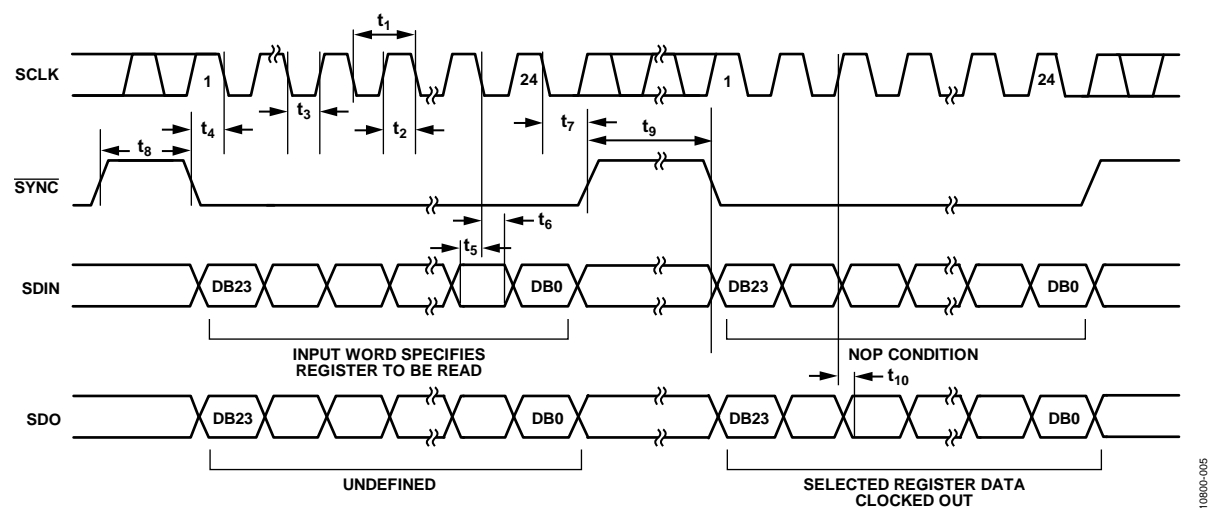 t1
SCLK
1
24
1
24
t4
t3
t2
t7
t9
t8
SYNC
t6
t5
SDIN
DB23
DB0
DB23
DB0
INPUT WORD SPECIFIES
REGISTER TO BE READ
NOP CONDITION
t10
SDO
DB23
DB0
DB23
DB0
UNDEFINED
SELECTED REGISTER DATA
CLOCKED OUT
10800-005